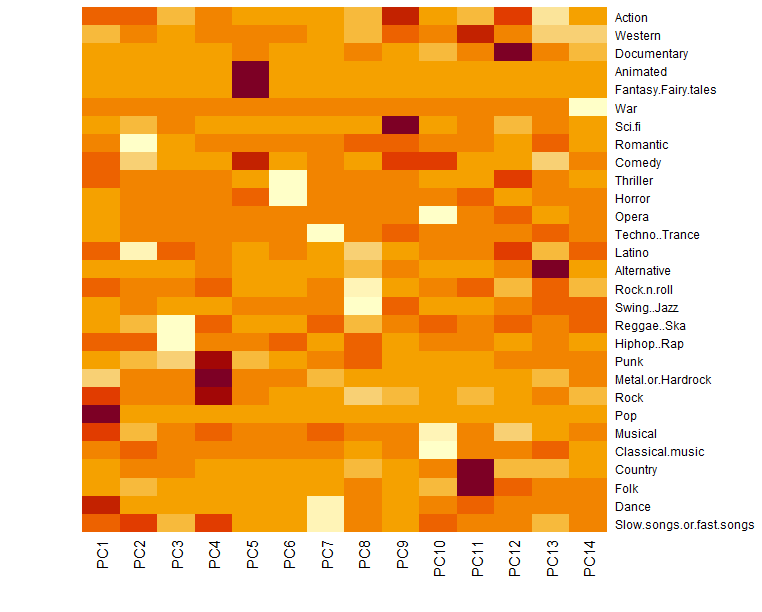 Action
Western
Documentary
Animated
Fantasy.Fairy.tales
War
Sci.fi
Romantic
Comedy
Thriller
Horror
Opera
Techno..Trance
Latino
Alternative
Rock.n.roll
Swing..Jazz
Reggae..Ska
Hiphop..Rap
Punk
Metal.or.Hardrock
Rock
Pop
Musical
Classical.music
Country
Folk
Dance
Slow.songs.or.fast.songs
PC1 PC2 PC3 PC4 PC5 PC6 PC7 PC8 PC9 PC10 PC11 PC12 PC13 PC14